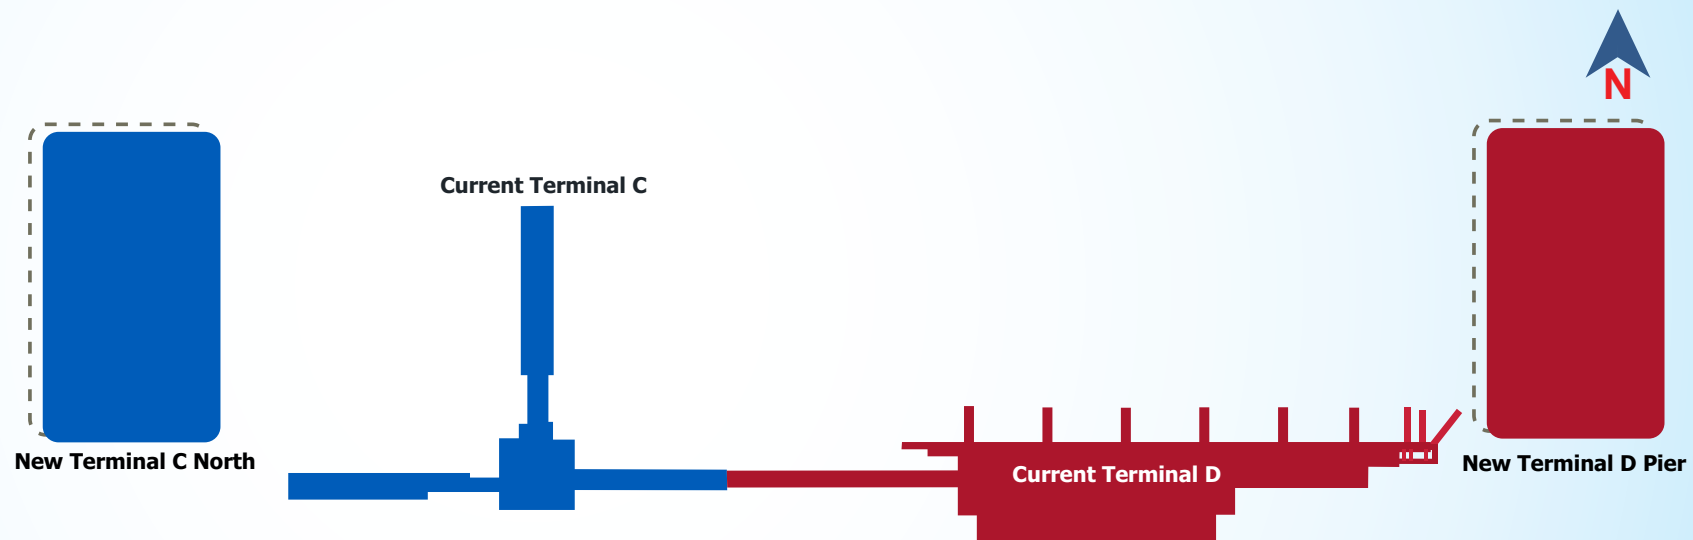 N
Current Terminal C
New Terminal C North
Current Terminal D
New Terminal D Pier